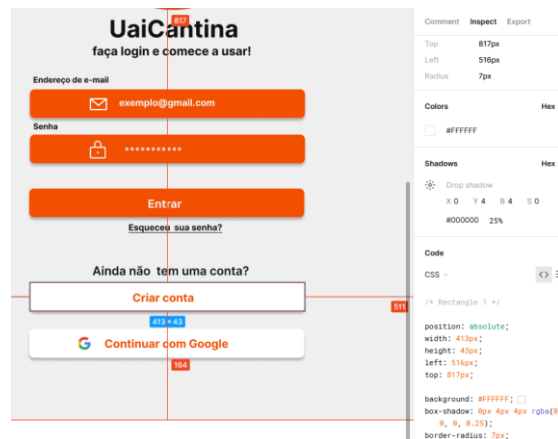 817
UaiCantina
faça login e comece a usar!
Endereço de e-mail
exemplo@gmail.com
Senha
***********
Entrar
Esqueceu sua senha?
Ainda não tem uma conta?
Criar conta
511
413 × 43
Continuar com Google
164
Comment Inspect Export
Top 817px
Left 516px
Radius 7px
Colors Hex
#FFFFFF
Shadows Hex
Drop shadow
X 0 Y 4 B 4 S 0
#000000 25%
Code
CSS
/* Rectangle 1 */
position: absolute;
width: 413px;
height: 43px;
left: 516px;
top: 817px;
background: #FFFFFF;
box-shadow: 0px 4px 4px rgba(0
0, 0, 0.25);
border-radius: 7px;